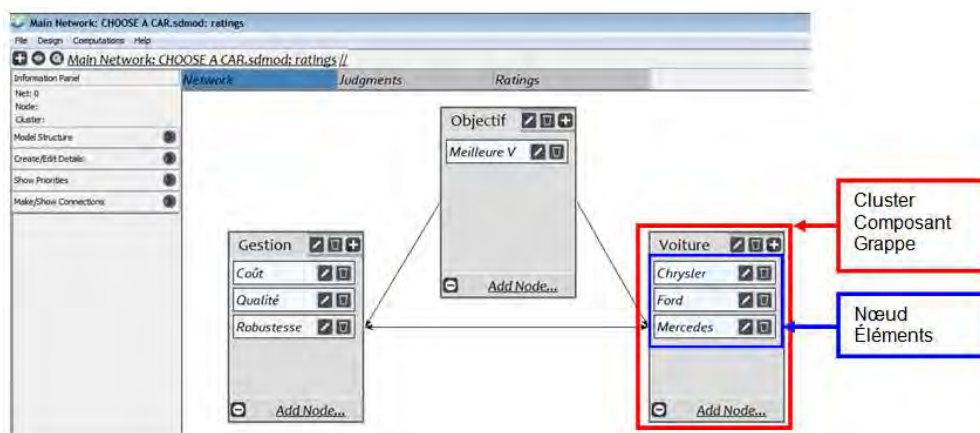 Main Network: CHOOSE A CAR.sdmod: ratings
File Design Computations Help
Main Network: CHOOSE A CAR.sdmod: ratings //
Information Panel
Net: 0
Node:
Cluster:
Model Structure
Create/Edit Details
Show Priorities
Make/Show Connections
Network Judgments Ratings
Objectif
Meilleure V
Add Node...
Gestion
Coût
Qualité
Robustesse
Add Node...
Voiture
Chrysler
Ford
Mercedes
Add Node...
Cluster
Composant
Grappe
Nœud
Éléments